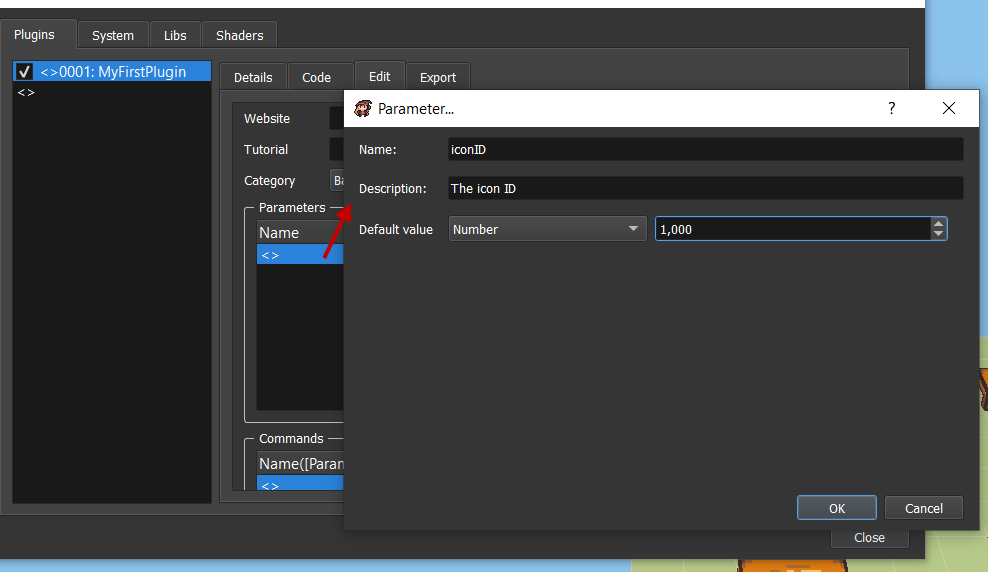 Plugins System Libs Shaders
<>0001: MyFirstPlugin
<>
Details Code Edit Export
Website
Tutorial
Category
Parameters
Name
<>
Commands
Name([Param
<>
Parameter... ?
Name: iconID
Description: The icon ID
Default value Number 1,000
OK Cancel
Close